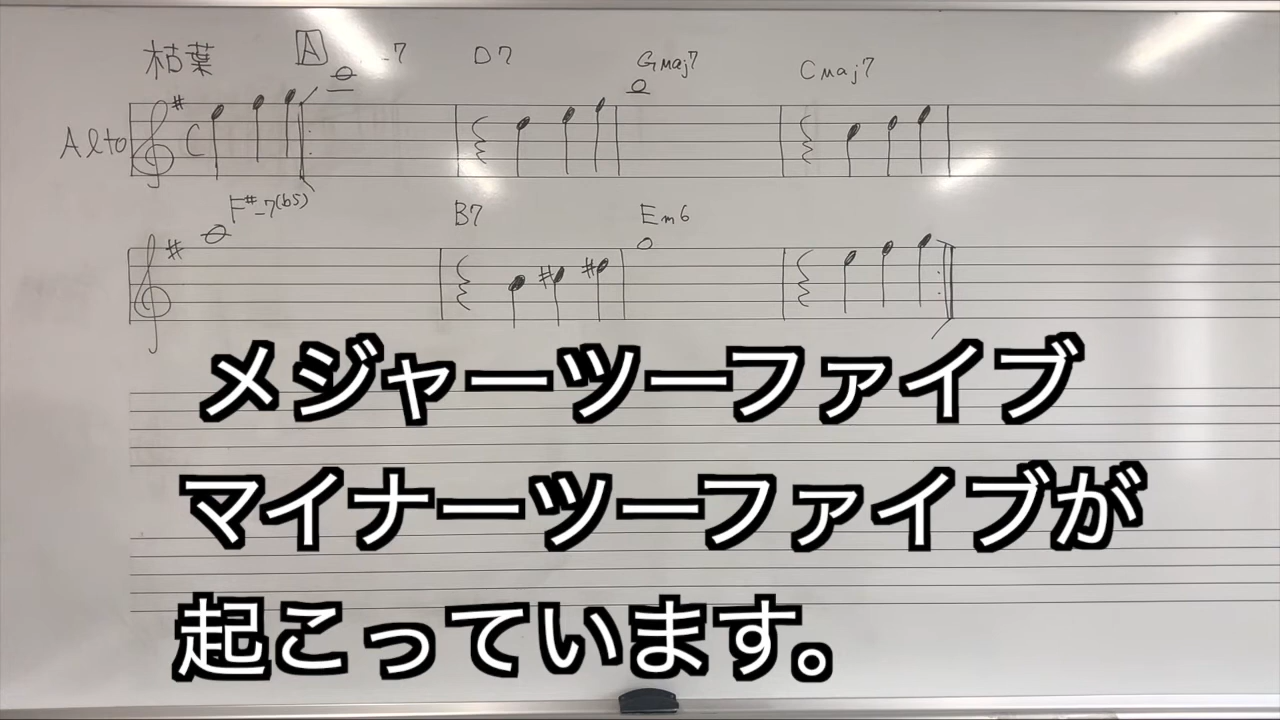 枯葉 A -7 D7 Gmaj7 Cmaj7
Alto
F#-7(b5) B7 Em6
メジャーツーファイブ
マイナーツーファイブが
起こっています。